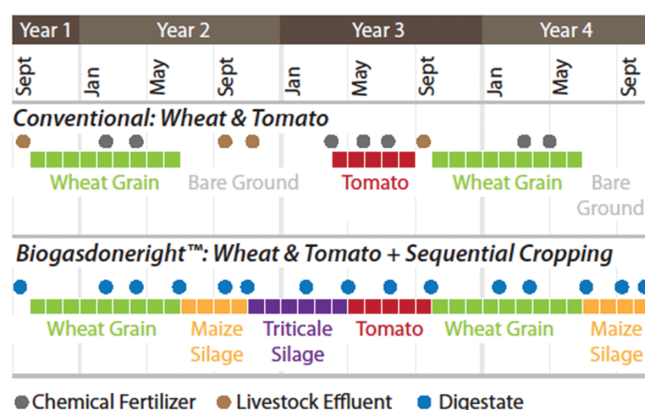 Year 1 Year 2 Year 3 Year 4
Sept Jan May Sept Jan May Sept Jan May Sept
Conventional: Wheat & Tomato
Wheat Grain Bare Ground Tomato Wheat Grain Bare
Ground
Biogasdoneright™: Wheat & Tomato + Sequential Cropping
Wheat Grain Maize Triticale Tomato Wheat Grain Maize
Silage Silage Silage
Chemical Fertilizer Livestock Effluent Digestate